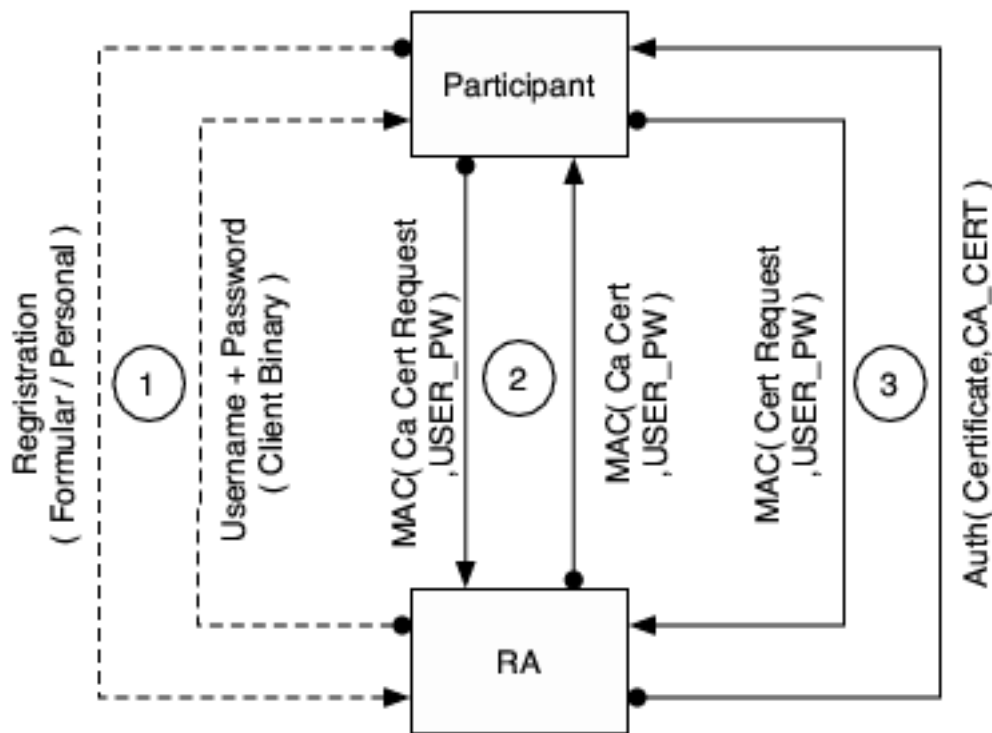 Participant
Regristration
( Formular / Personal )
1
Username + Password
( Client Binary )
MAC( Ca Cert Request
,USER_PW )
2
MAC( Ca Cert
,USER_PW )
MAC( Cert Request
,USER_PW )
3
Auth( Certificate,CA_CERT )
RA